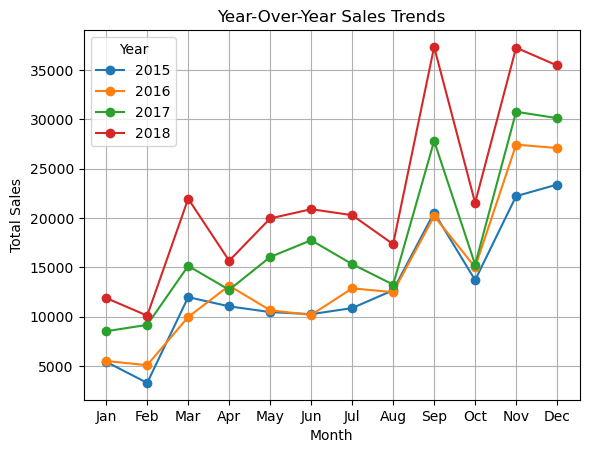 Year-Over-Year Sales Trends
Year
2015
2016
2017
2018
Total Sales
35000
30000
25000
20000
15000
10000
5000
Jan Feb Mar Apr May Jun Jul Aug Sep Oct Nov Dec
Month